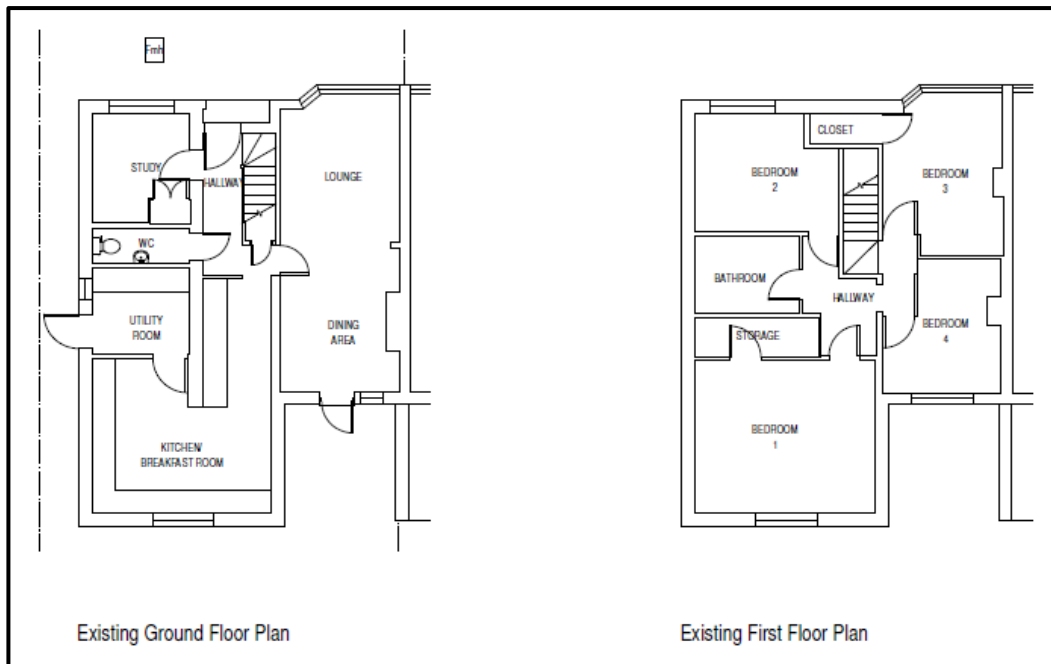 Fmh
STUDY
HALLWAY
LOUNGE
WC
UTILITY
ROOM
DINING
AREA
KITCHEN/
BREAKFAST ROOM
Existing Ground Floor Plan
CLOSET
BEDROOM
2
BEDROOM
3
BATHROOM
HALLWAY
STORAGE
BEDROOM
4
BEDROOM
1
Existing First Floor Plan